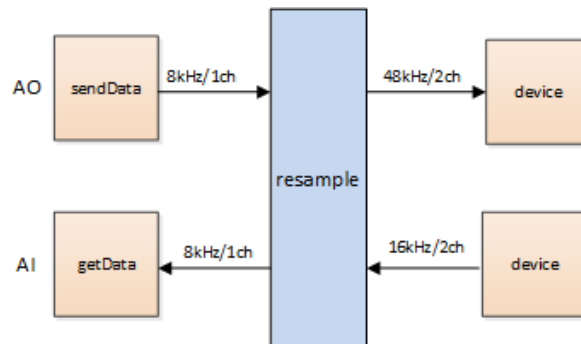 AO
sendData
8kHz/1ch
48kHz/2ch
device
resample
AI
getData
8kHz/1ch
16kHz/2ch
device